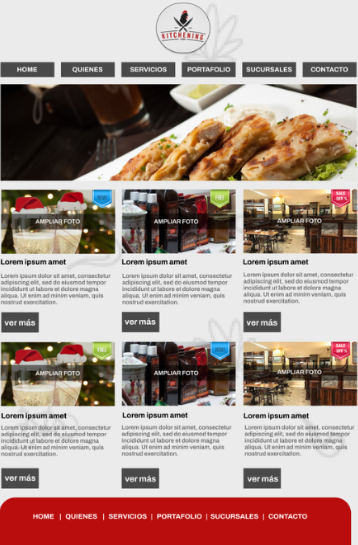 KITCHENING
HOME QUIENES SERVICIOS PORTAFOLIO SUCURSALES CONTACTO
AMPLIAR FOTO AMPLIAR FOTO AMPLIAR FOTO
Lorem ipsum amet
Lorem ipsum dolor sit amet, consectetur
adipiscing elit, sed do eiusmod tempor
incididunt ut labore et dolore magna
aliqua. Ut enim ad minim veniam, quis
nostrud exercitation.
ver más
Lorem ipsum amet
Lorem ipsum dolor sit amet, consectetur
adipiscing elit, sed do eiusmod tempor
incididunt ut labore et dolore magna
aliqua. Ut enim ad minim veniam, quis
nostrud exercitation.
ver más
Lorem ipsum amet
Lorem ipsum dolor sit amet, consectetur
adipiscing elit, sed do eiusmod tempor
incididunt ut labore et dolore magna
aliqua. Ut enim ad minim veniam, quis
nostrud exercitation.
ver más
AMPLIAR FOTO AMPLIAR FOTO AMPLIAR FOTO
Lorem ipsum amet
Lorem ipsum dolor sit amet, consectetur
adipiscing elit, sed do eiusmod tempor
incididunt ut labore et dolore magna
aliqua. Ut enim ad minim veniam, quis
nostrud exercitation.
ver más
Lorem ipsum amet
Lorem ipsum dolor sit amet, consectetur
adipiscing elit, sed do eiusmod tempor
incididunt ut labore et dolore magna
aliqua. Ut enim ad minim veniam, quis
nostrud exercitation.
ver más
Lorem ipsum amet
Lorem ipsum dolor sit amet, consectetur
adipiscing elit, sed do eiusmod tempor
incididunt ut labore et dolore magna
aliqua. Ut enim ad minim veniam, quis
nostrud exercitation.
ver más
HOME | QUIENES | SERVICIOS | PORTAFOLIO | SUCURSALES | CONTACTO